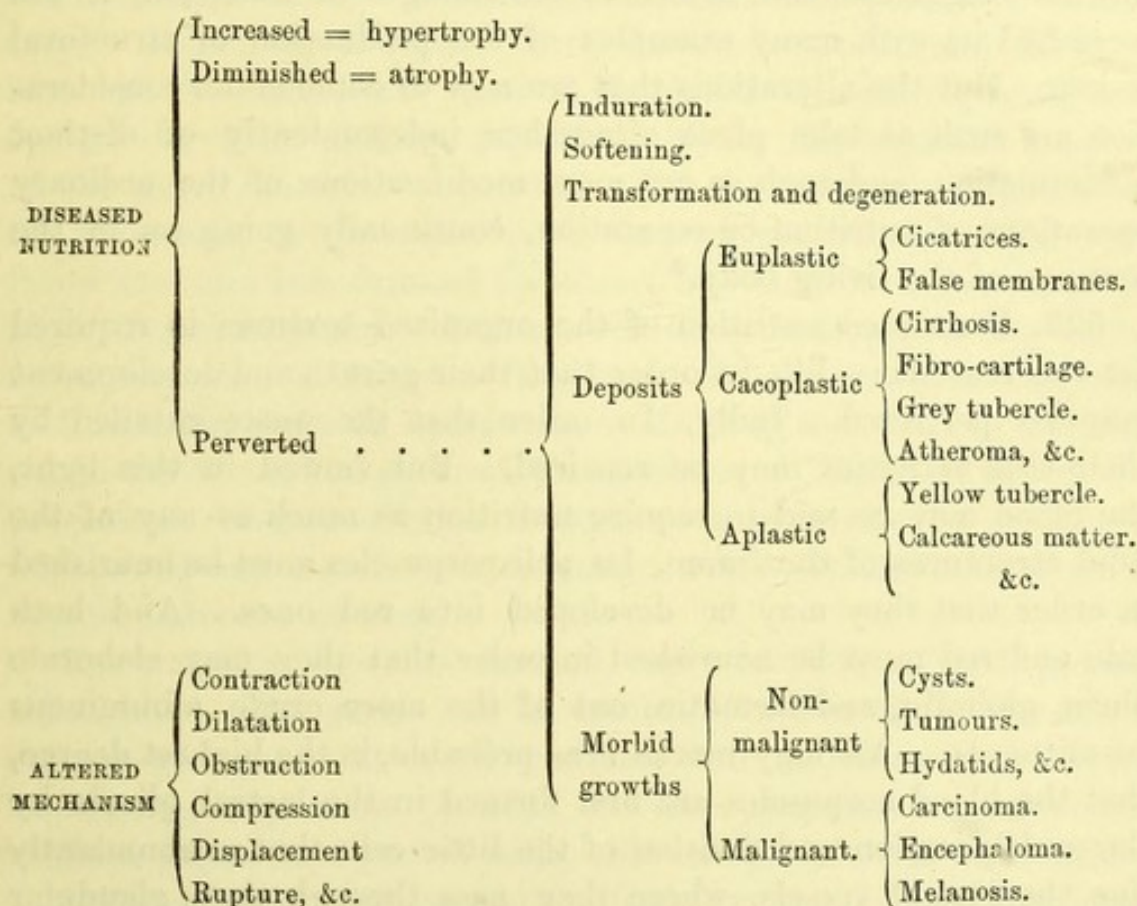 DISEASED
NUTRITION
Increased = hypertrophy.
Diminished = atrophy.
Perverted . . . . .
Induration.
Softening.
Transformation and degeneration.
Deposits
Euplastic
Cicatrices.
False membranes.
Cacoplastic
Cirrhosis.
Fibro-cartilage.
Grey tubercle.
Atheroma, &c.
Aplastic
Yellow tubercle.
Calcareous matter.
&c.
Morbid
growths
Non-
malignant
Cysts.
Tumours.
Hydatids, &c.
Malignant.
Carcinoma.
Encephaloma.
Melanosis.
ALTERED
MECHANISM
Contraction
Dilatation
Obstruction
Compression
Displacement
Rupture, &c.